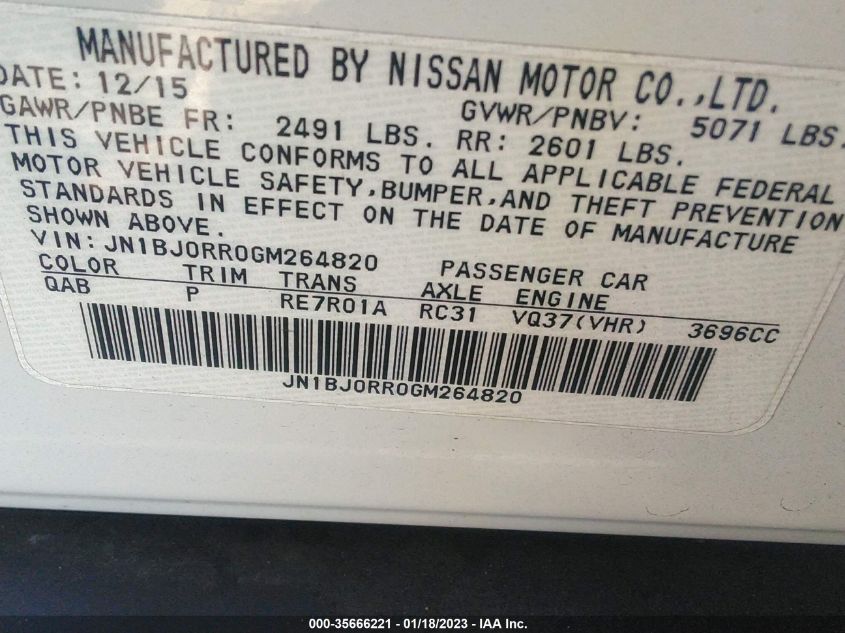 MANUFACTURED BY NISSAN MOTOR CO.,LTD.
DATE: 12/15 GVWR/PNBV: 5071 LBS.
GAWR/PNBE FR: 2491 LBS. RR: 2601 LBS.
THIS VEHICLE CONFORMS TO ALL APPLICABLE FEDERAL
MOTOR VEHICLE SAFETY,BUMPER,AND THEFT PREVENTION
STANDARDS IN EFFECT ON THE DATE OF MANUFACTURE
SHOWN ABOVE.
VIN: JN1BJ0RR0GM264820 PASSENGER CAR
COLOR TRIM TRANS AXLE ENGINE
QAB P RE7R01A RC31 VQ37(VHR) 3696CC
JN1BJ0RR0GM264820
000-35666221 - 01/18/2023 - IAA Inc.